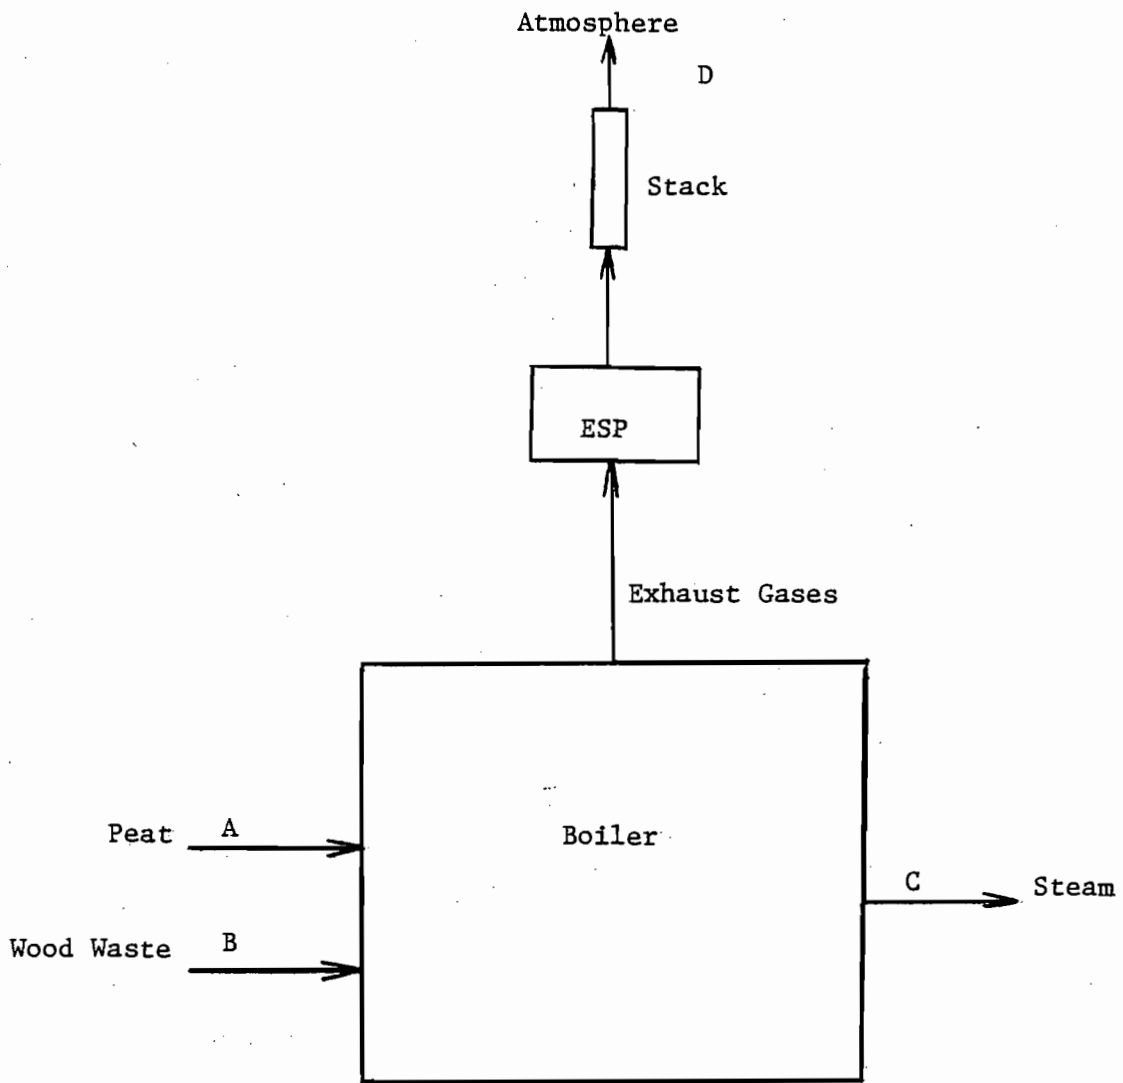 Atmosphere
D
Stack
ESP
Exhaust Gases
Peat A
Boiler
C Steam
Wood Waste B